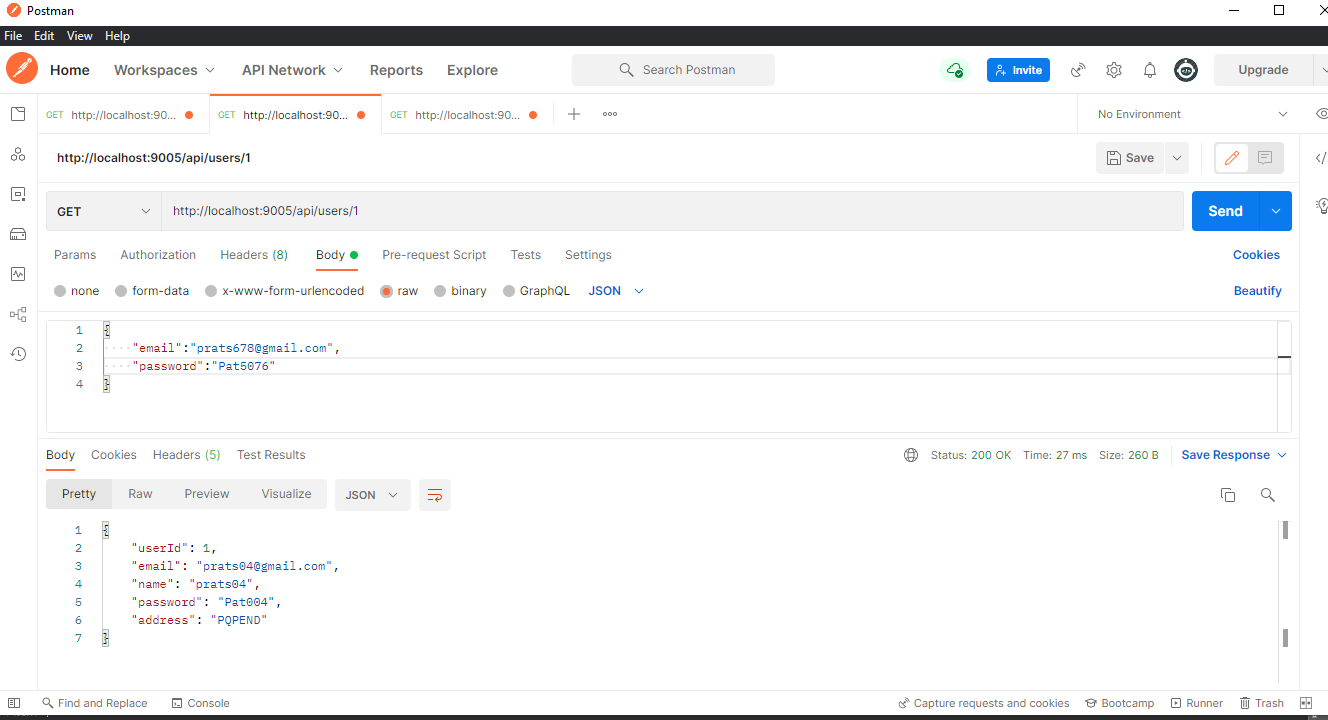 Postman
File Edit View Help
Home Workspaces API Network Reports Explore Search Postman Invite Upgrade
GET http://localhost:90... GET http://localhost:90... GET http://localhost:90... No Environment
http://localhost:9005/api/users/1 Save
GET http://localhost:9005/api/users/1 Send
Params Authorization Headers (8) Body Pre-request Script Tests Settings Cookies
none form-data x-www-form-urlencoded raw binary GraphQL JSON Beautify
1 {
2 "email":"prats678@gmail.com",
3 "password":"Pat5076"
4 }
Body Cookies Headers (5) Test Results Status: 200 OK Time: 27 ms Size: 260 B Save Response
Pretty Raw Preview Visualize JSON
1 {
2 "userId": 1,
3 "email": "prats04@gmail.com",
4 "name": "prats04",
5 "password": "Pat004",
6 "address": "PQPEND"
7 }
Find and Replace Console Capture requests and cookies Bootcamp Runner Trash